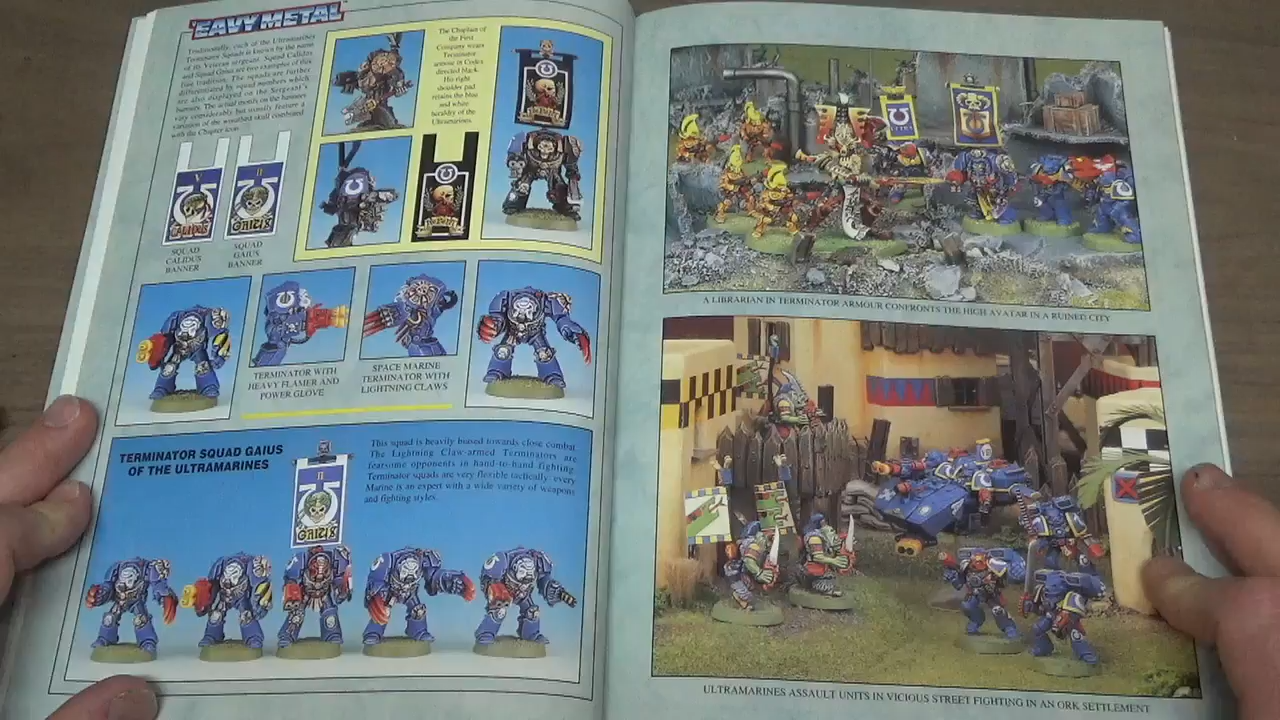 'EAVY METAL
Traditionally, each of the Ultramarines
Terminator Squads is known by the name
of its Veteran sergeant. Squad Calidus
and Squad Gaius are two examples of this
fine tradition. The squads are further
differentiated by squad numbers which
are also displayed on the Sergeant's
banners. The actual motifs on the banners
vary considerably but usually feature a
variation of the wreathed skull combined
with the Chapter icon
The Chaplain of
the First
Company wears
Terminator
armour in Codex
directed black.
His right
shoulder pad
retains the blue
and white
heraldry of the
Ultramarines.
V
CALIDUS
II
GAIUS
SQUAD
CALIDUS
BANNER
SQUAD
GAIUS
BANNER
TERMINATOR WITH
HEAVY FLAMER AND
POWER GLOVE
SPACE MARINE
TERMINATOR WITH
LIGHTNING CLAWS
TERMINATOR SQUAD GAIUS
OF THE ULTRAMARINES
This squad is heavily biased towards close combat.
The Lightning Claw-armed Terminators are
fearsome opponents in hand-to-hand fighting.
Terminator squads are very flexible tactically; every
Marine is an expert with a wide variety of weapons
and fighting styles.
II
GAIUS
A LIBRARIAN IN TERMINATOR ARMOUR CONFRONTS THE HIGH AVATAR IN A RUINED CITY
ULTRAMARINES ASSAULT UNITS IN VICIOUS STREET FIGHTING IN AN ORK SETTLEMENT